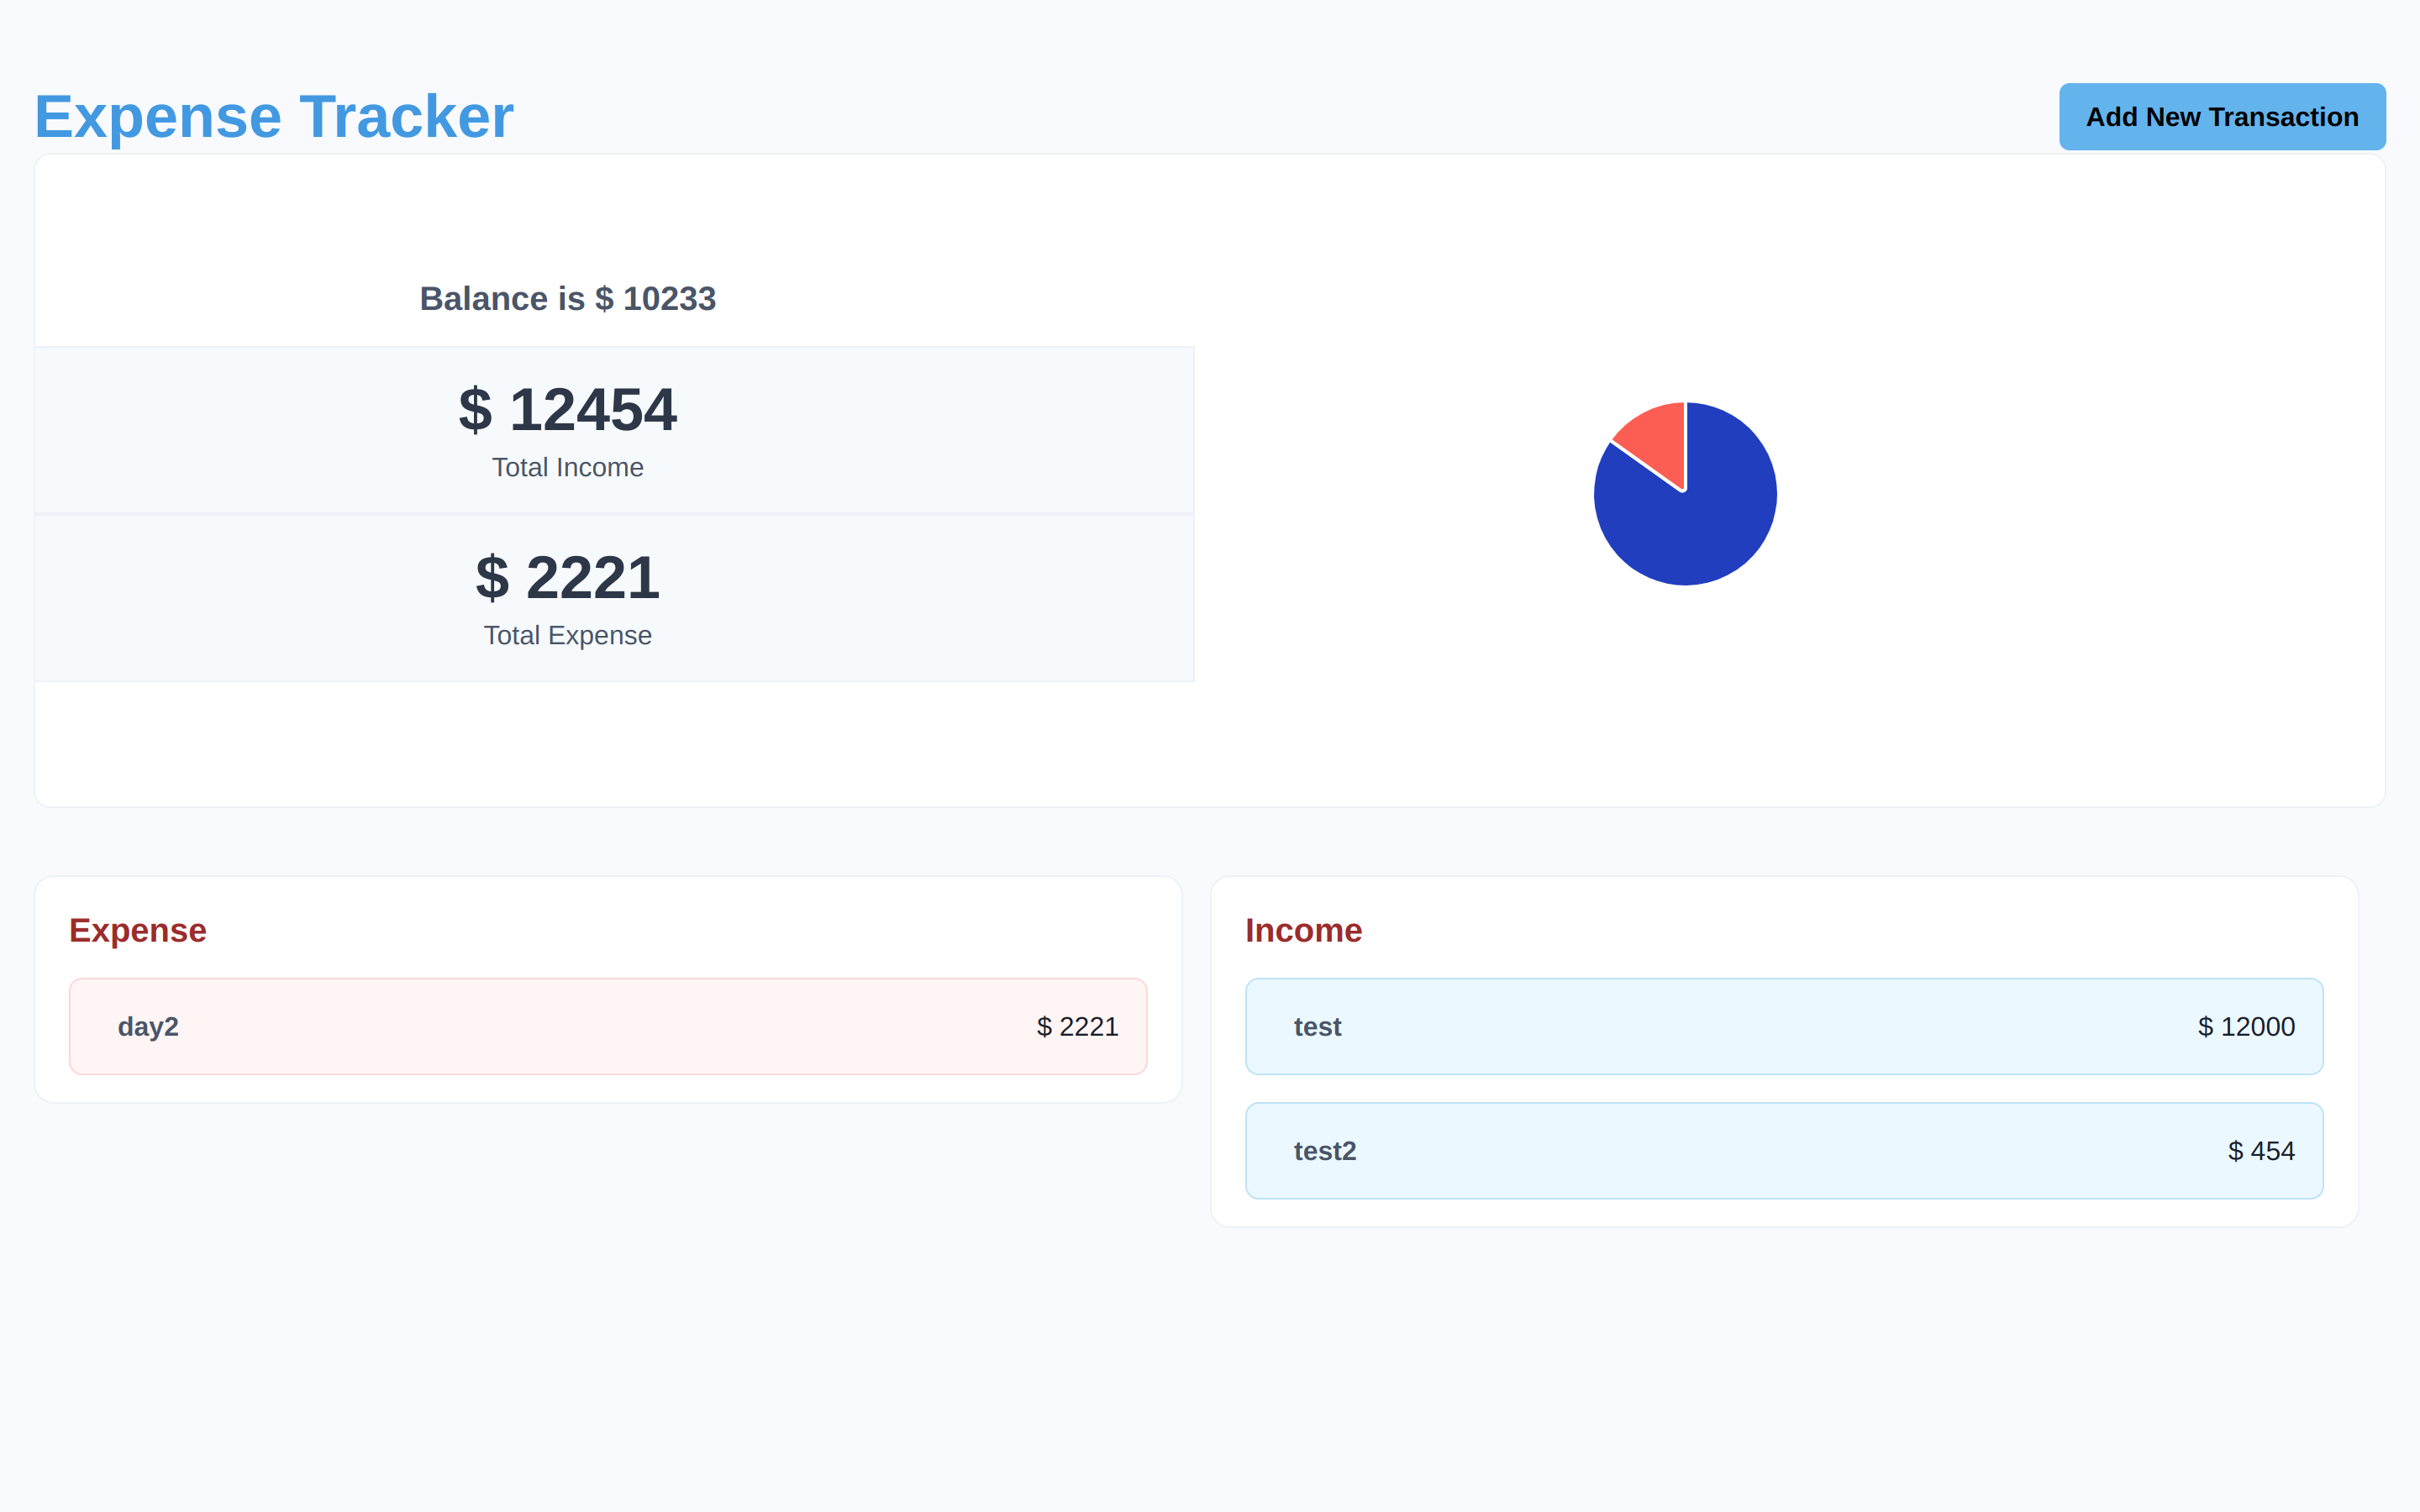 Expense Tracker
Add New Transaction
Balance is $ 10233
$ 12454
Total Income
$ 2221
Total Expense
Expense
day2 $ 2221
Income
test $ 12000
test2 $ 454